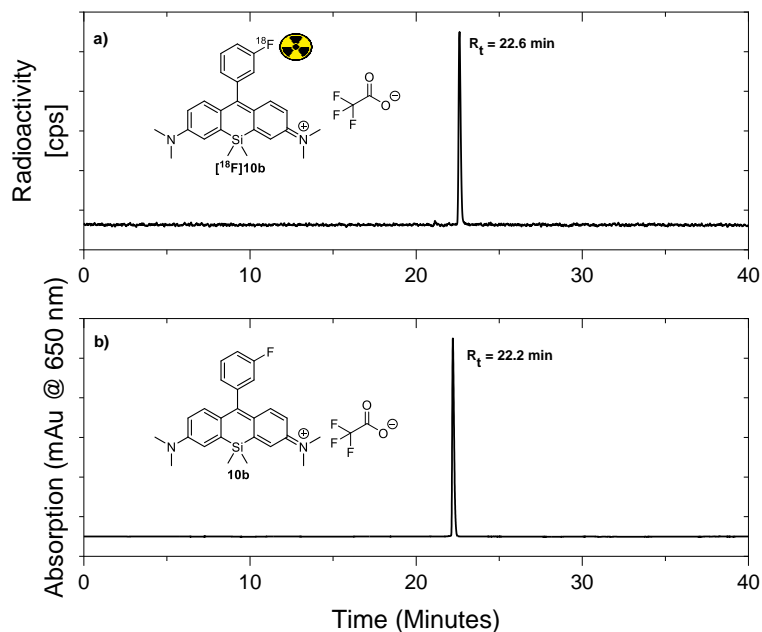 a)
Radioactivity
[cps]
¹⁸F
N
Si
N
⊕
F
F
F
O
O
⊖
[¹⁸F]10b
Rt = 22.6 min
0 10 20 30 40
b)
Absorption (mAu @ 650 nm)
F
N
Si
N
⊕
F
F
F
O
O
⊖
10b
Rt = 22.2 min
0 10 20 30 40
Time (Minutes)